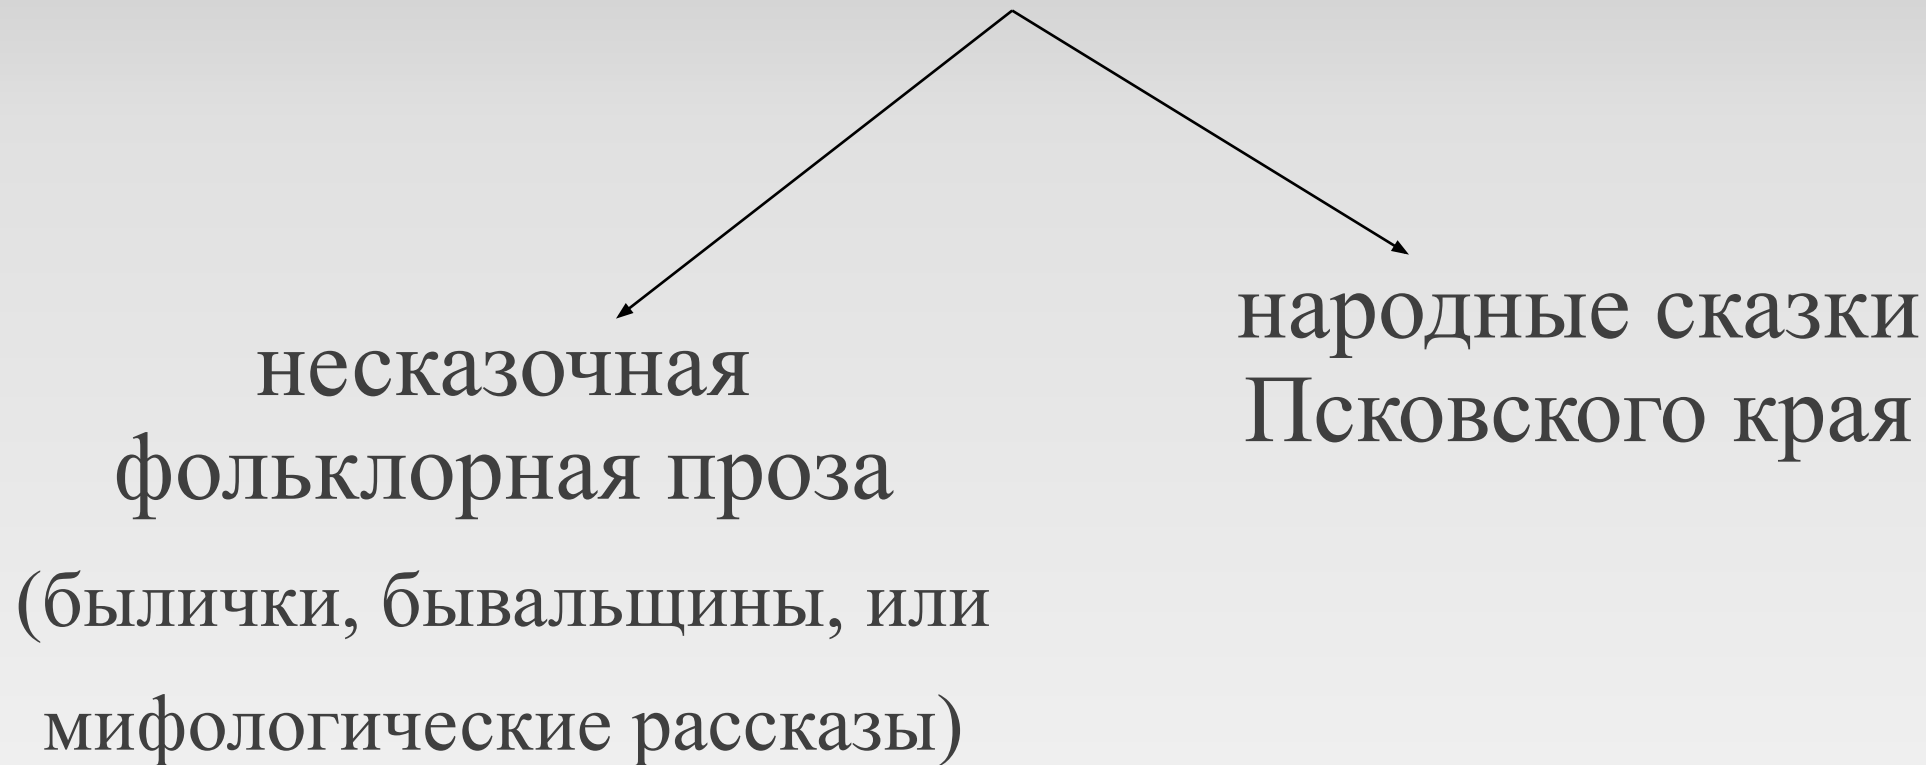 несказочная
фольклорная проза
(былички, бывальщины, или
мифологические рассказы)
народные сказки
Псковского края